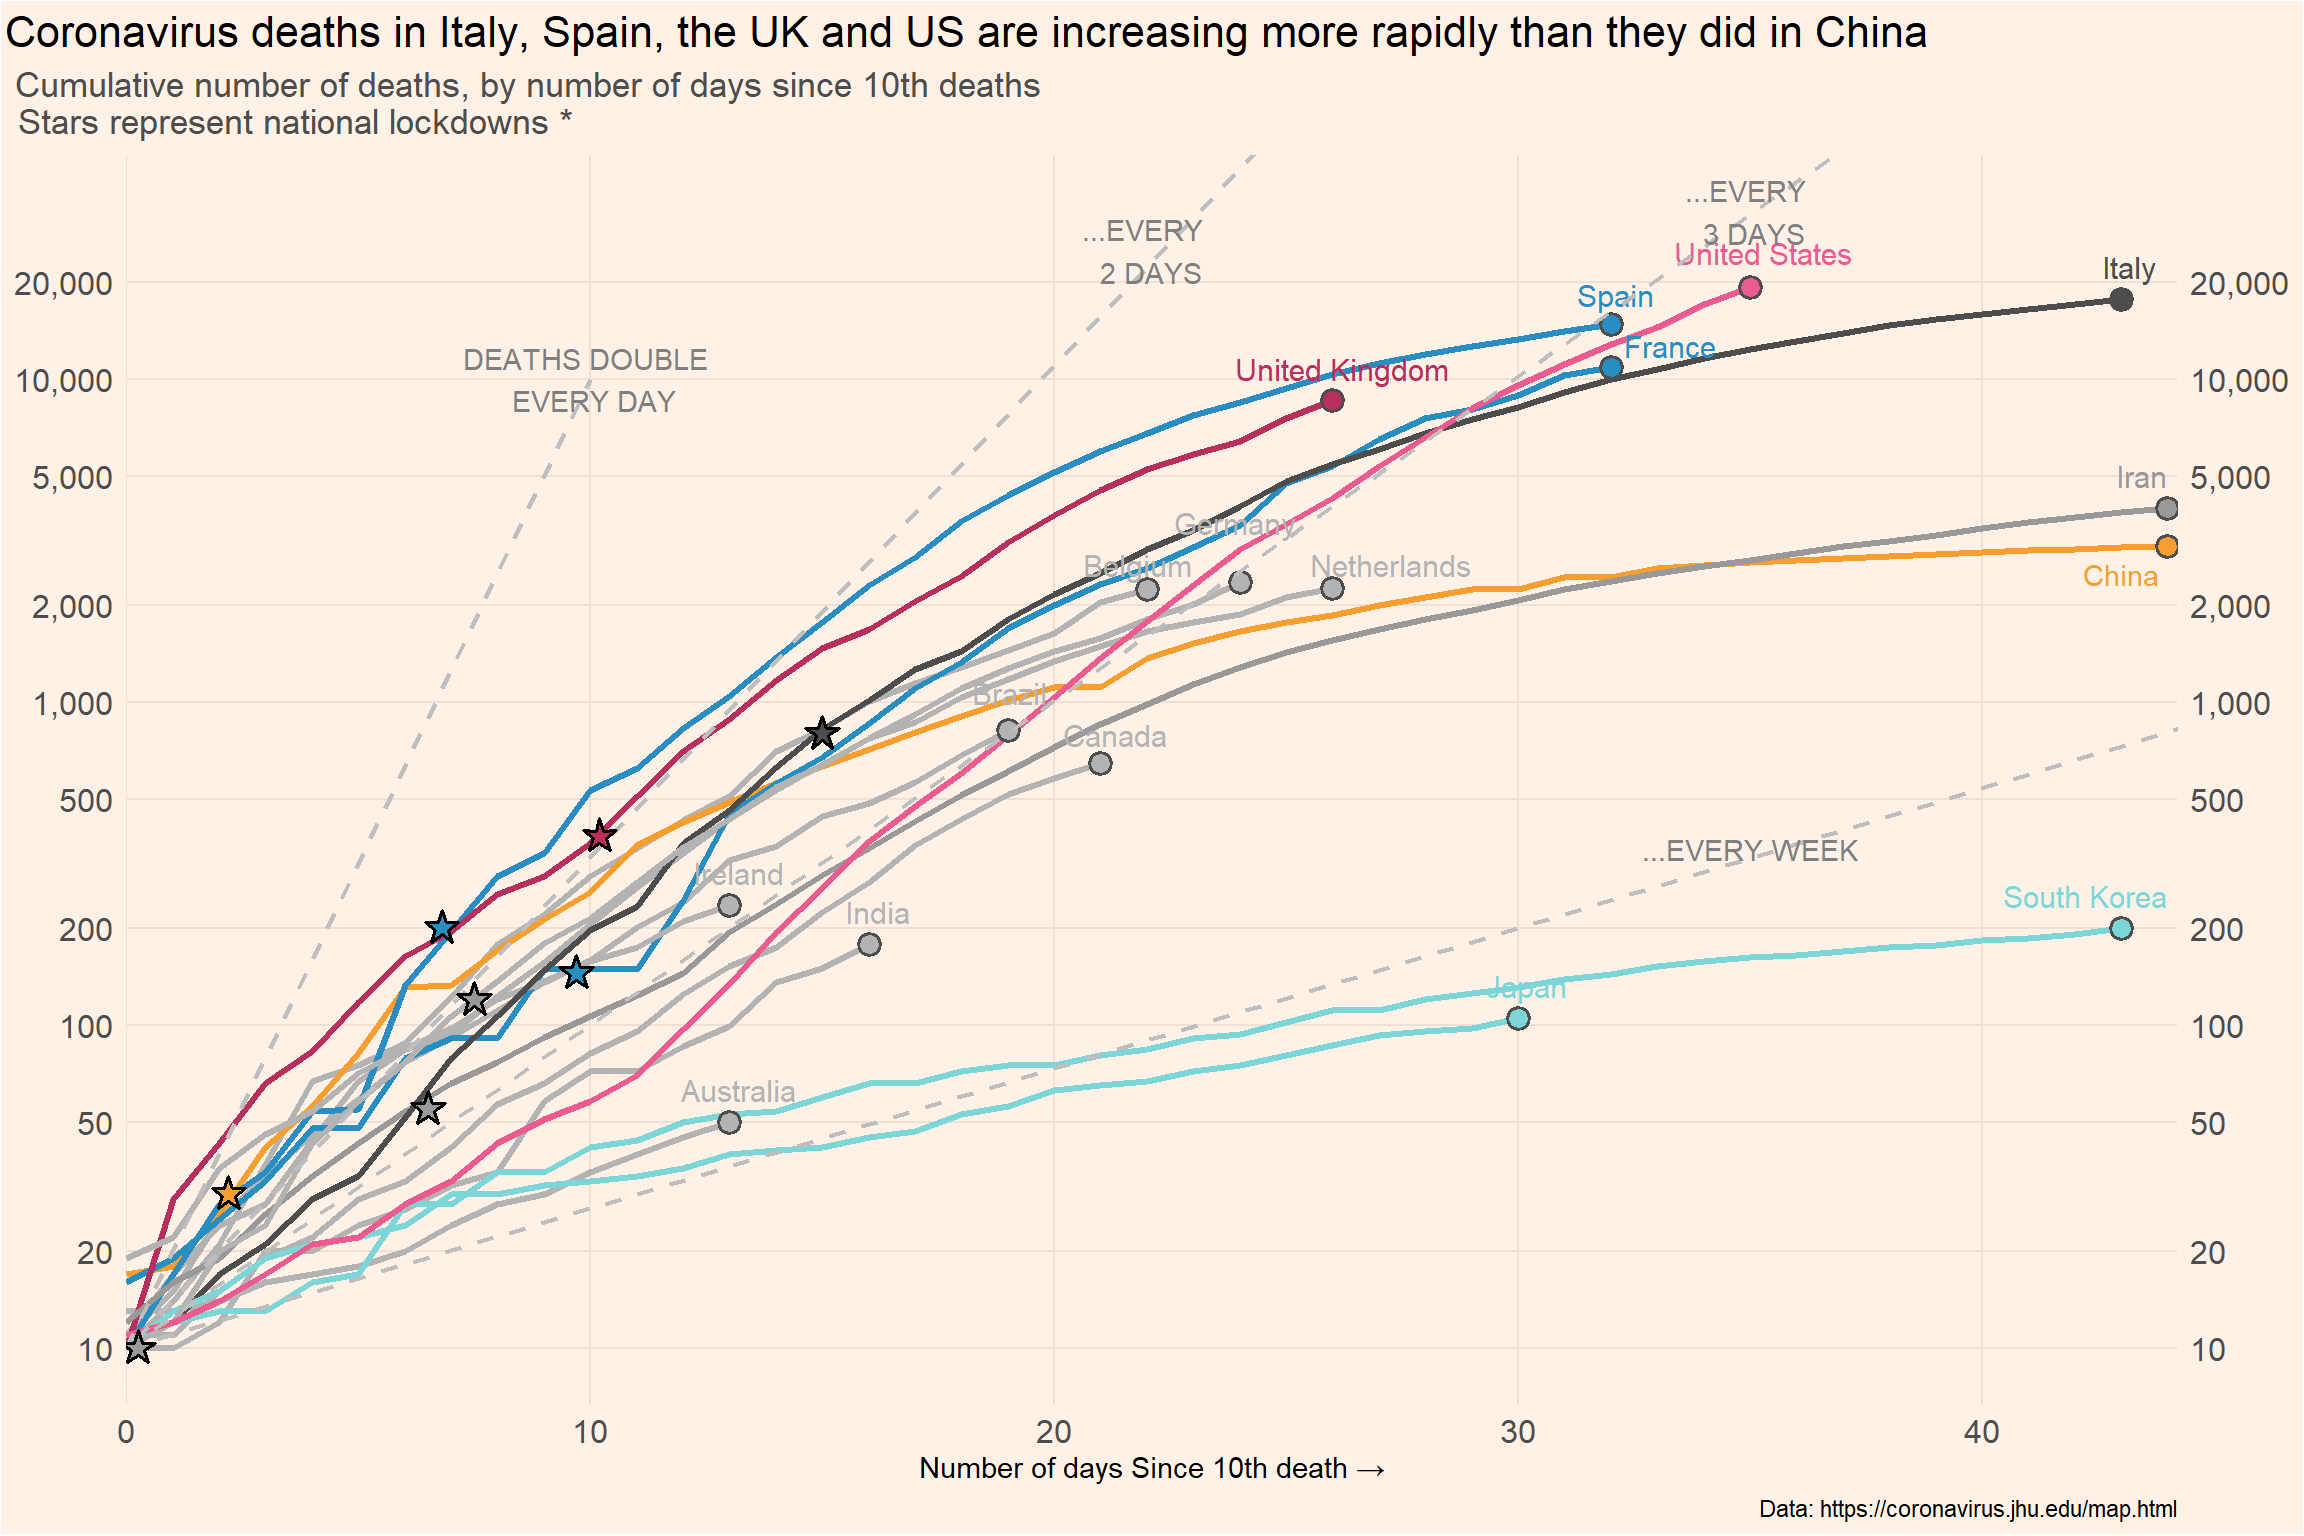 Coronavirus deaths in Italy, Spain, the UK and US are increasing more rapidly than they did in China
Cumulative number of deaths, by number of days since 10th deaths
Stars represent national lockdowns *
...EVERY
3 DAYS
...EVERY
2 DAYS
United States
Italy
20,000
20,000
Spain
France
DEATHS DOUBLE
EVERY DAY
United Kingdom
10,000
10,000
5,000
5,000
Iran
Germany
Belgium
Netherlands
China
2,000
2,000
Brazil
1,000
1,000
Canada
500
500
...EVERY WEEK
Ireland
India
South Korea
200
200
Japan
100
100
Australia
50
50
20
20
10
10
0
10
20
30
40
Number of days Since 10th death →
Data: https://coronavirus.jhu.edu/map.html